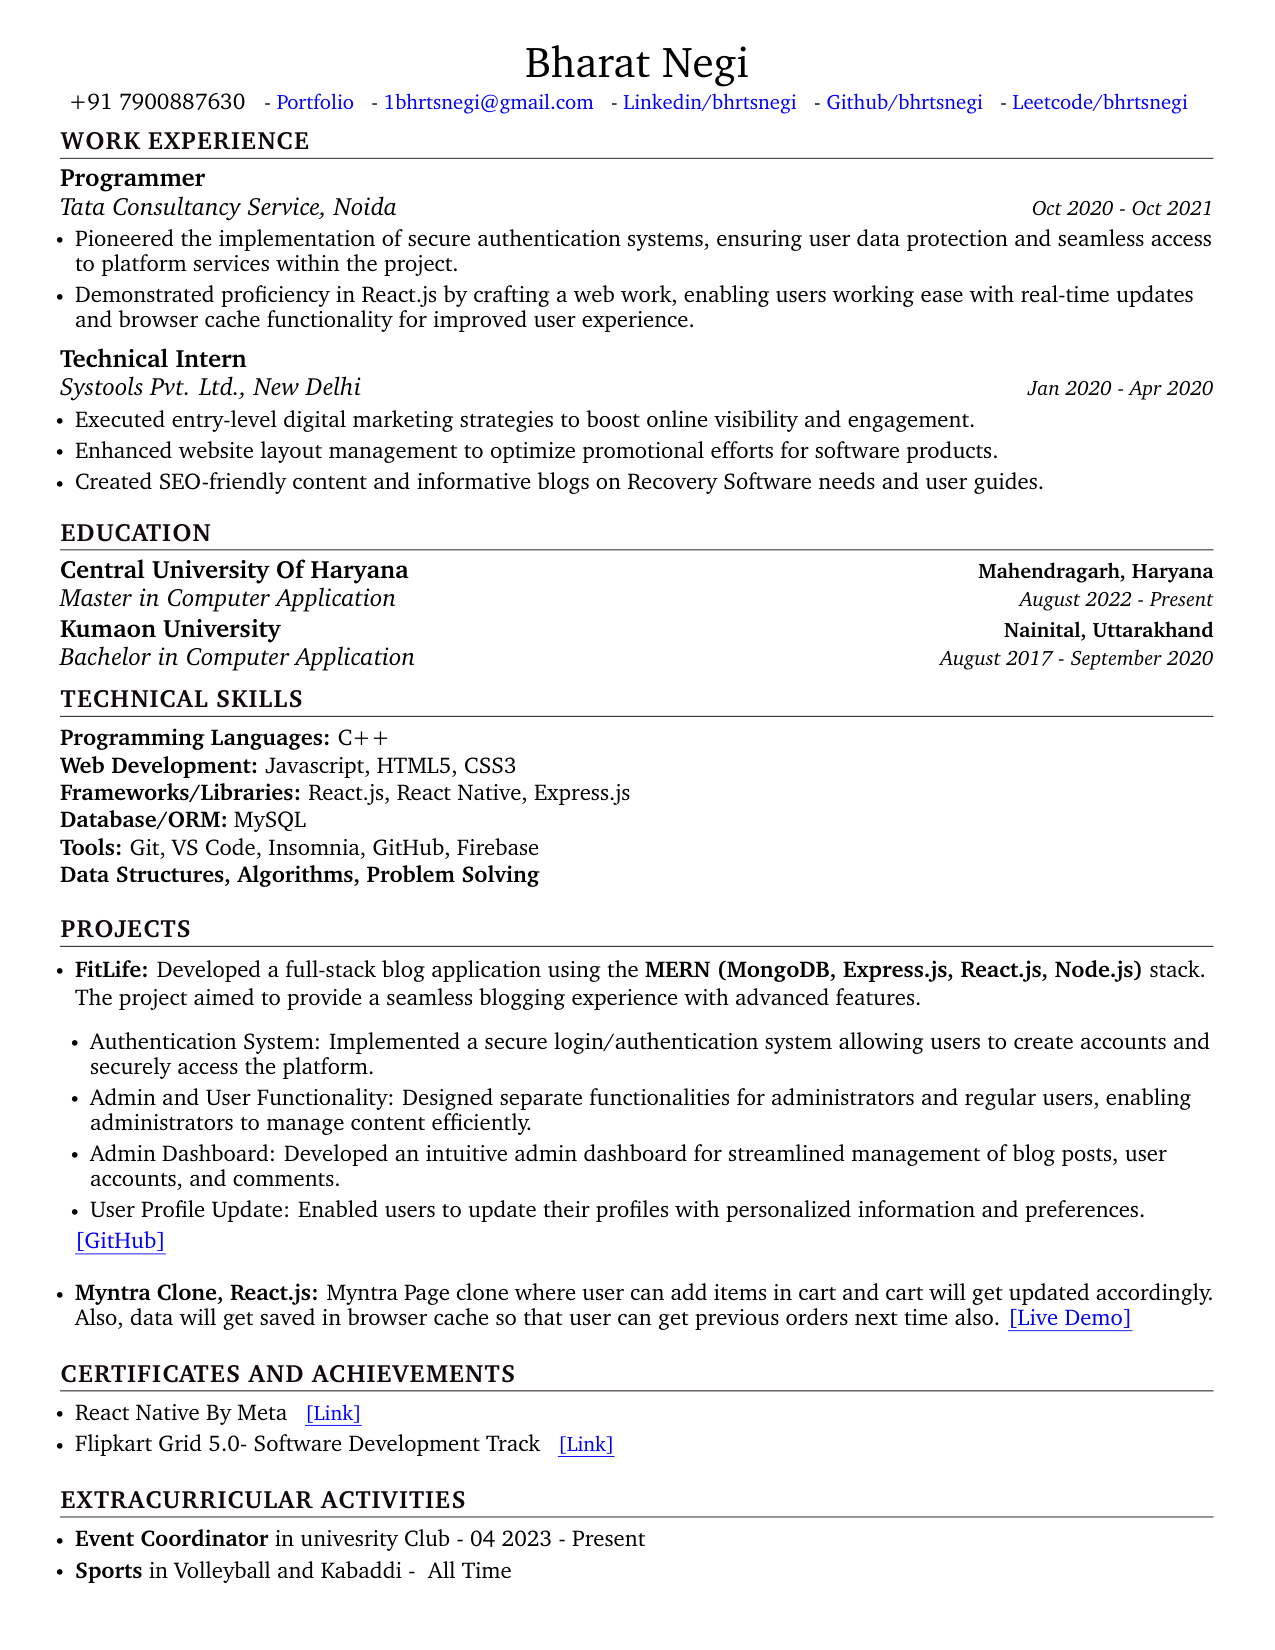 Bharat Negi
+91 7900887630 - Portfolio - 1bhrtsnegi@gmail.com - Linkedin/bhrtsnegi - Github/bhrtsnegi - Leetcode/bhrtsnegi
WORK EXPERIENCE
Programmer
Tata Consultancy Service, Noida Oct 2020 - Oct 2021
• Pioneered the implementation of secure authentication systems, ensuring user data protection and seamless access
to platform services within the project.
• Demonstrated proficiency in React.js by crafting a web work, enabling users working ease with real-time updates
and browser cache functionality for improved user experience.
Technical Intern
Systools Pvt. Ltd., New Delhi Jan 2020 - Apr 2020
• Executed entry-level digital marketing strategies to boost online visibility and engagement.
• Enhanced website layout management to optimize promotional efforts for software products.
• Created SEO-friendly content and informative blogs on Recovery Software needs and user guides.
EDUCATION
Central University Of Haryana Mahendragarh, Haryana
Master in Computer Application August 2022 - Present
Kumaon University Nainital, Uttarakhand
Bachelor in Computer Application August 2017 - September 2020
TECHNICAL SKILLS
Programming Languages: C++
Web Development: Javascript, HTML5, CSS3
Frameworks/Libraries: React.js, React Native, Express.js
Database/ORM: MySQL
Tools: Git, VS Code, Insomnia, GitHub, Firebase
Data Structures, Algorithms, Problem Solving
PROJECTS
• FitLife: Developed a full-stack blog application using the MERN (MongoDB, Express.js, React.js, Node.js) stack.
The project aimed to provide a seamless blogging experience with advanced features.
• Authentication System: Implemented a secure login/authentication system allowing users to create accounts and
securely access the platform.
• Admin and User Functionality: Designed separate functionalities for administrators and regular users, enabling
administrators to manage content efficiently.
• Admin Dashboard: Developed an intuitive admin dashboard for streamlined management of blog posts, user
accounts, and comments.
• User Profile Update: Enabled users to update their profiles with personalized information and preferences.
[GitHub]
• Myntra Clone, React.js: Myntra Page clone where user can add items in cart and cart will get updated accordingly.
Also, data will get saved in browser cache so that user can get previous orders next time also. [Live Demo]
CERTIFICATES AND ACHIEVEMENTS
• React Native By Meta [Link]
• Flipkart Grid 5.0- Software Development Track [Link]
EXTRACURRICULAR ACTIVITIES
• Event Coordinator in univesrity Club - 04 2023 - Present
• Sports in Volleyball and Kabaddi - All Time